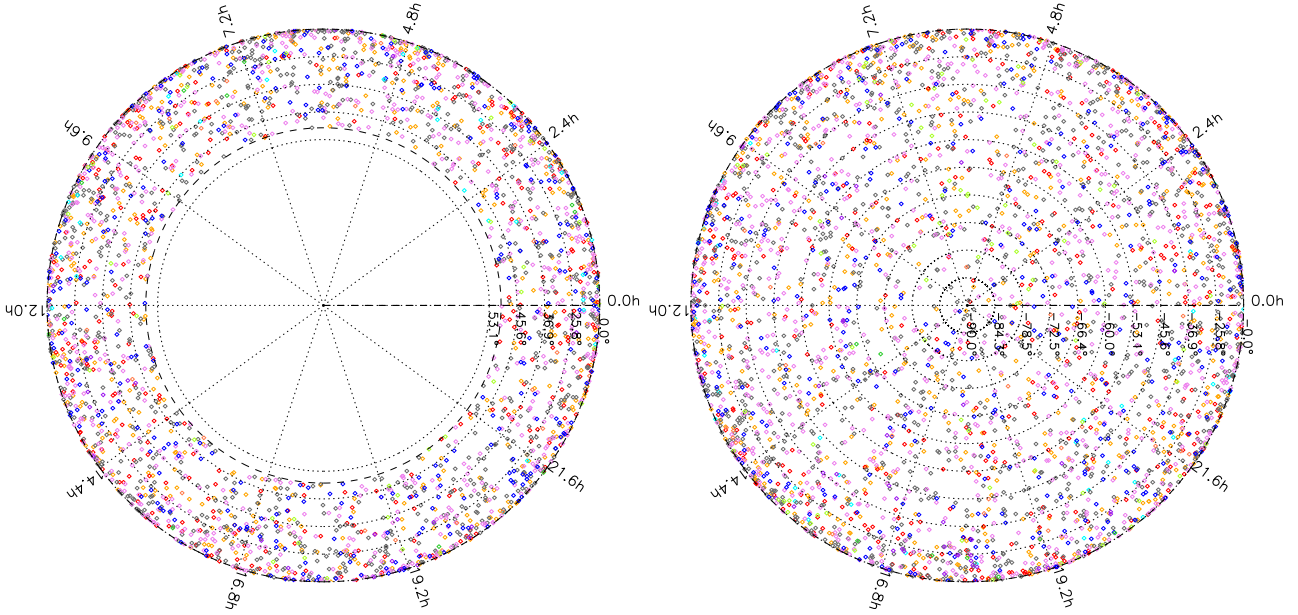 7.2h
4.8h
9.6h
2.4h
12.0h
0.0h
53.1°
45.6°
36.9°
25.8°
0.0°
14.4h
21.6h
16.8h
19.2h
7.2h
4.8h
9.6h
2.4h
12.0h
0.0h
-90.0°
-84.3°
-78.5°
-72.5°
-66.4°
-60.0°
-53.1°
-45.6°
-36.9°
-25.8°
-0.0°
14.4h
21.6h
16.8h
19.2h